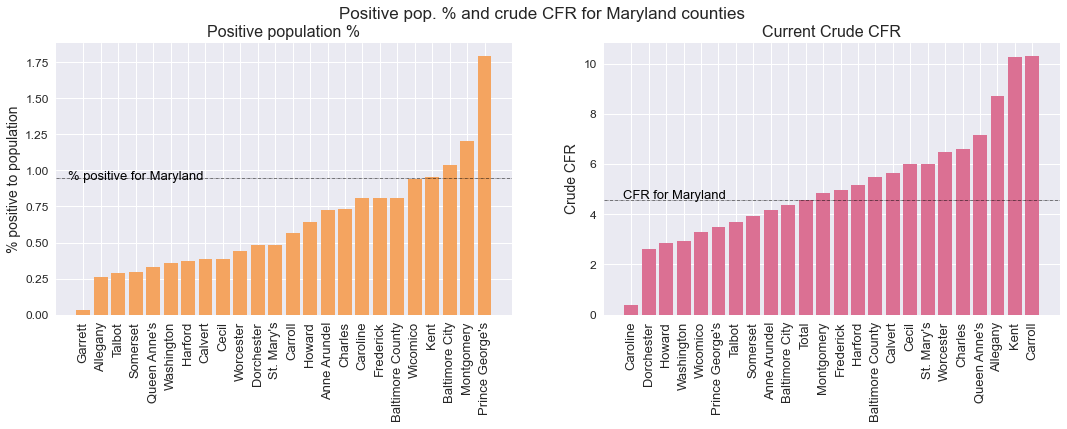 Positive pop. % and crude CFR for Maryland counties
Positive population %
% positive to population
1.75
1.50
1.25
1.00
0.75
0.50
0.25
0.00
% positive for Maryland
Garrett
Allegany
Talbot
Somerset
Queen Anne's
Washington
Harford
Calvert
Cecil
Worcester
Dorchester
St. Mary's
Carroll
Howard
Anne Arundel
Charles
Caroline
Frederick
Baltimore County
Wicomico
Kent
Baltimore City
Montgomery
Prince George's
Current Crude CFR
Crude CFR
10
8
6
4
2
0
CFR for Maryland
Caroline
Dorchester
Howard
Washington
Wicomico
Prince George's
Talbot
Somerset
Anne Arundel
Baltimore City
Total
Montgomery
Frederick
Harford
Baltimore County
Calvert
Cecil
St. Mary's
Worcester
Charles
Queen Anne's
Allegany
Kent
Carroll